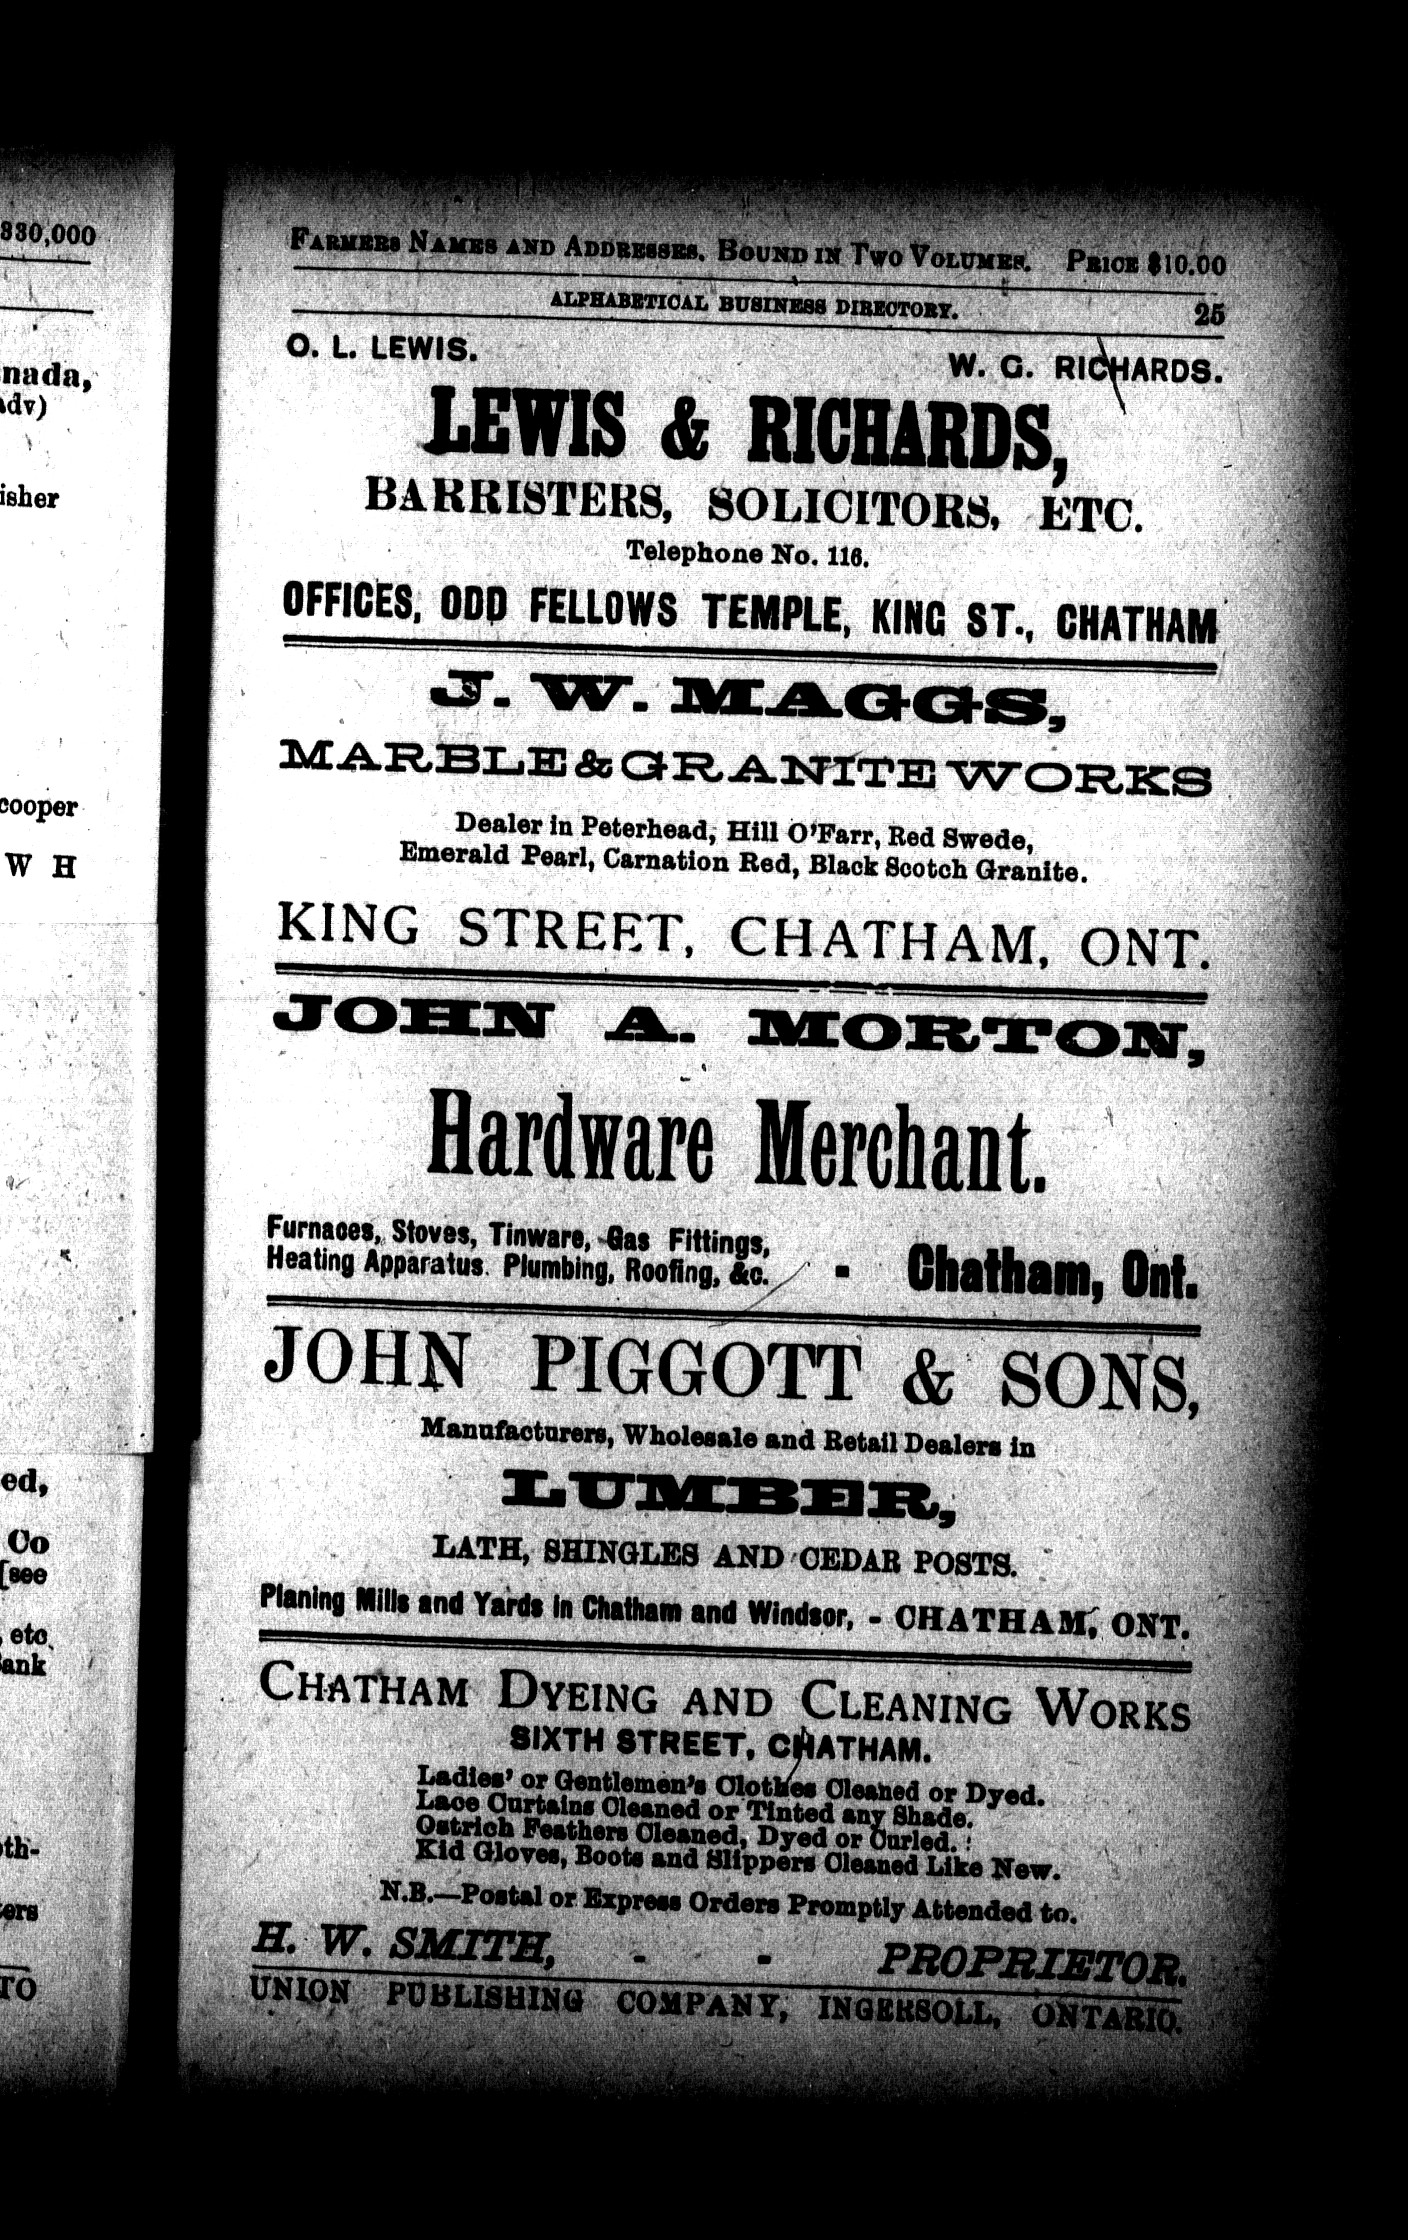 330,000
nada,
Adv)
isher
cooper
W H
ed,
Co
[see
, etc.
Bank
oth-
ters
TO
FARMERS NAMES AND ADDRESSES. BOUND IN TWO VOLUMES. PRICE $10.00
ALPHABETICAL BUSINESS DIRECTORY. 25
O. L. LEWIS. W. G. RICHARDS.
LEWIS & RICHARDS,
BARRISTERS, SOLICITORS, ETC.
Telephone No. 116.
OFFICES, ODD FELLOWS TEMPLE, KING ST., CHATHAM
J. W. MAGGS,
MARBLE & GRANITE WORKS
Dealer in Peterhead, Hill O'Farr, Red Swede,
Emerald Pearl, Carnation Red, Black Scotch Granite.
KING STREET, CHATHAM, ONT.
JOHN A. MORTON,
Hardware Merchant.
Furnaces, Stoves, Tinware, Gas Fittings,
Heating Apparatus. Plumbing, Roofing, &c. - Chatham, Ont.
JOHN PIGGOTT & SONS,
Manufacturers, Wholesale and Retail Dealers in
LUMBER,
LATH, SHINGLES AND CEDAR POSTS.
Planing Mills and Yards in Chatham and Windsor, - CHATHAM, ONT.
CHATHAM DYEING AND CLEANING WORKS
SIXTH STREET, CHATHAM.
Ladies' or Gentlemen's Clothes Cleaned or Dyed.
Lace Curtains Cleaned or Tinted any Shade.
Ostrich Feathers Cleaned, Dyed or Curled.
Kid Gloves, Boots and Slippers Cleaned Like New.
N.B.—Postal or Express Orders Promptly Attended to.
H. W. SMITH, - - PROPRIETOR.
UNION PUBLISHING COMPANY, INGERSOLL, ONTARIO.